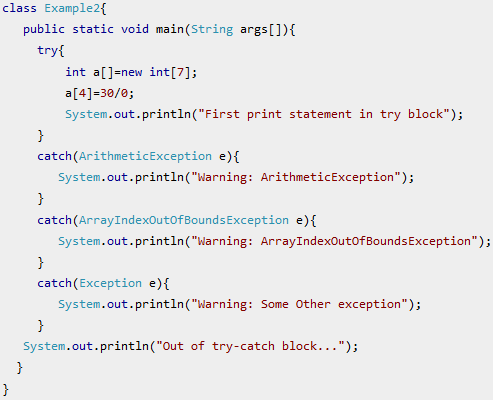 class Example2{
public static void main(String args[]){
try{
int a[]=new int[7];
a[4]=30/0;
System.out.println("First print statement in try block");
}
catch(ArithmeticException e){
System.out.println("Warning: ArithmeticException");
}
catch(ArrayIndexOutOfBoundsException e){
System.out.println("Warning: ArrayIndexOutOfBoundsException");
}
catch(Exception e){
System.out.println("Warning: Some Other exception");
}
System.out.println("Out of try-catch block...");
}
}